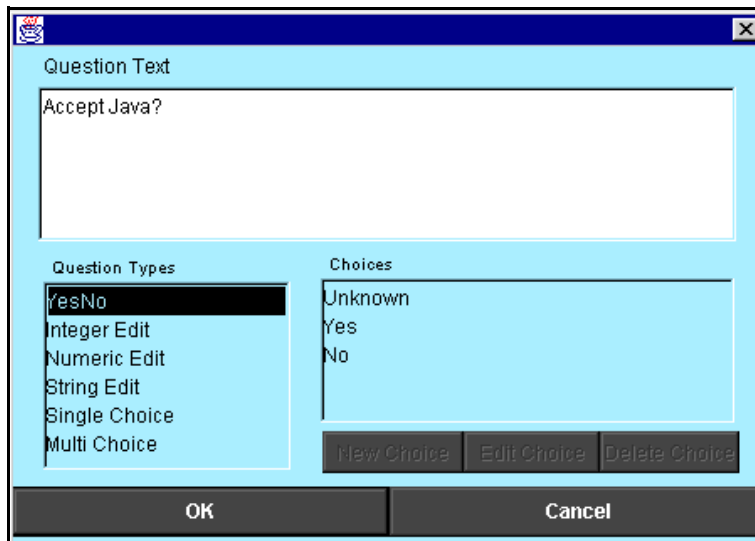 Question Text
Accept Java?
Question Types
YesNo
Integer Edit
Numeric Edit
String Edit
Single Choice
Multi Choice
Choices
Unknown
Yes
No
New Choice
Edit Choice
Delete Choice
OK
Cancel